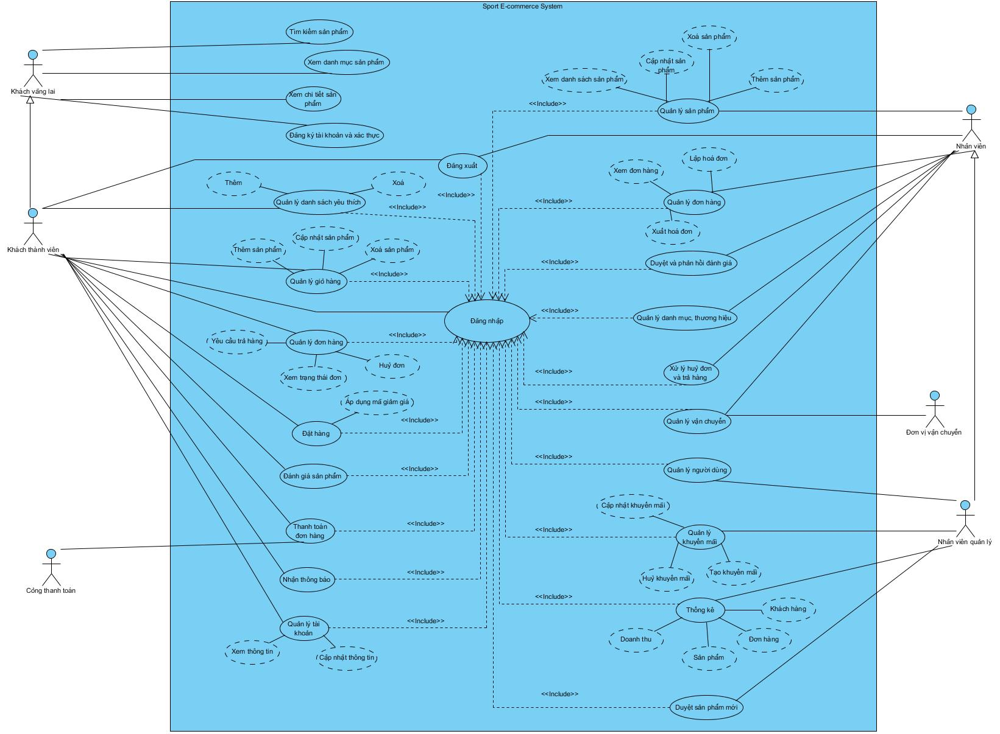 Sport E-commerce System
Tìm kiếm sản phẩm
Xem danh mục sản phẩm
Khách vãng lai
Xem chi tiết sản
phẩm
Đăng ký tài khoản và xác thực
Đăng xuất
Thêm
Xoá
Quản lý danh sách yêu thích
<<Include>>
<<Include>>
Khách thành viên
Thêm sản phẩm
Cập nhật sản phẩm
Xoá sản phẩm
Quản lý giỏ hàng
<<Include>>
Đăng nhập
Yêu cầu trả hàng
Quản lý đơn hàng
<<Include>>
Xem trạng thái đơn
Huỷ đơn
Áp dụng mã giảm giá
Đặt hàng
<<Include>>
Đánh giá sản phẩm
<<Include>>
Thanh toán
đơn hàng
<<Include>>
Cổng thanh toán
Nhận thông báo
<<Include>>
Quản lý tài
khoản
<<Include>>
Xem thông tin
Cập nhật thông tin
Xoá sản phẩm
Cập nhật sản
phẩm
Xem danh sách sản phẩm
Thêm sản phẩm
<<Include>>
Quản lý sản phẩm
Nhân viên
Lập hoá đơn
Xem đơn hàng
<<Include>>
Quản lý đơn hàng
Xuất hoá đơn
<<Include>>
Duyệt và phản hồi đánh giá
<<Include>>
Quản lý danh mục, thương hiệu
<<Include>>
Xử lý huỷ đơn
và trả hàng
<<Include>>
Quản lý vận chuyển
Đơn vị vận chuyển
<<Include>>
Quản lý người dùng
Cập nhật khuyến mãi
<<Include>>
Quản lý
khuyến mãi
Nhân viên quản lý
Huỷ khuyến mãi
Tạo khuyến mãi
<<Include>>
Thống kê
Khách hàng
Doanh thu
Đơn hàng
Sản phẩm
<<Include>>
Duyệt sản phẩm mới